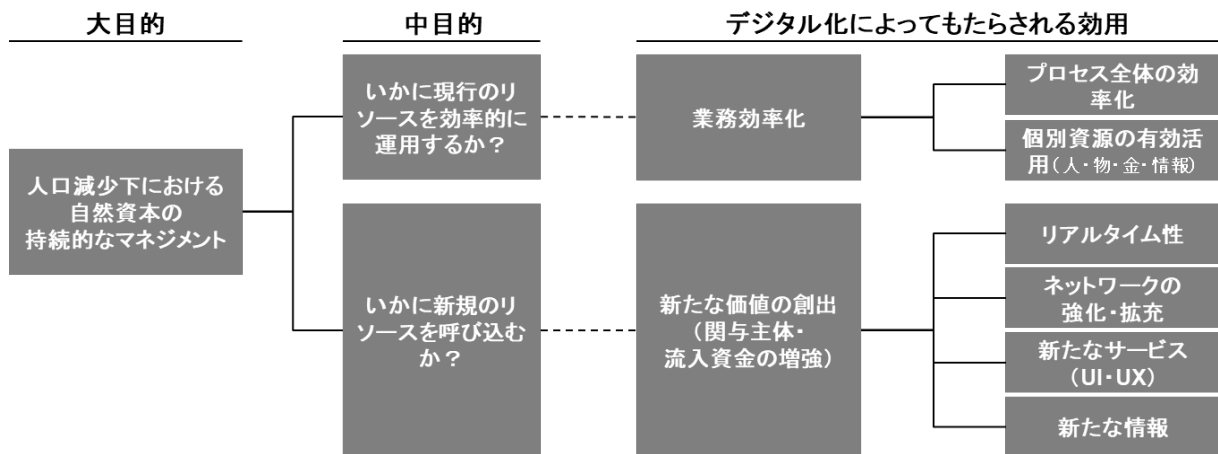 大目的
中目的
デジタル化によってもたらされる効用
人口減少下における
自然資本の
持続的なマネジメント
いかに現行のリ
ソースを効率的に
運用するか？
業務効率化
プロセス全体の効
率化
個別資源の有効活
用(人・物・金・情報)
いかに新規のリ
ソースを呼び込む
か？
新たな価値の創出
（関与主体・
流入資金の増強）
リアルタイム性
ネットワークの
強化・拡充
新たなサービス
（UI・UX）
新たな情報